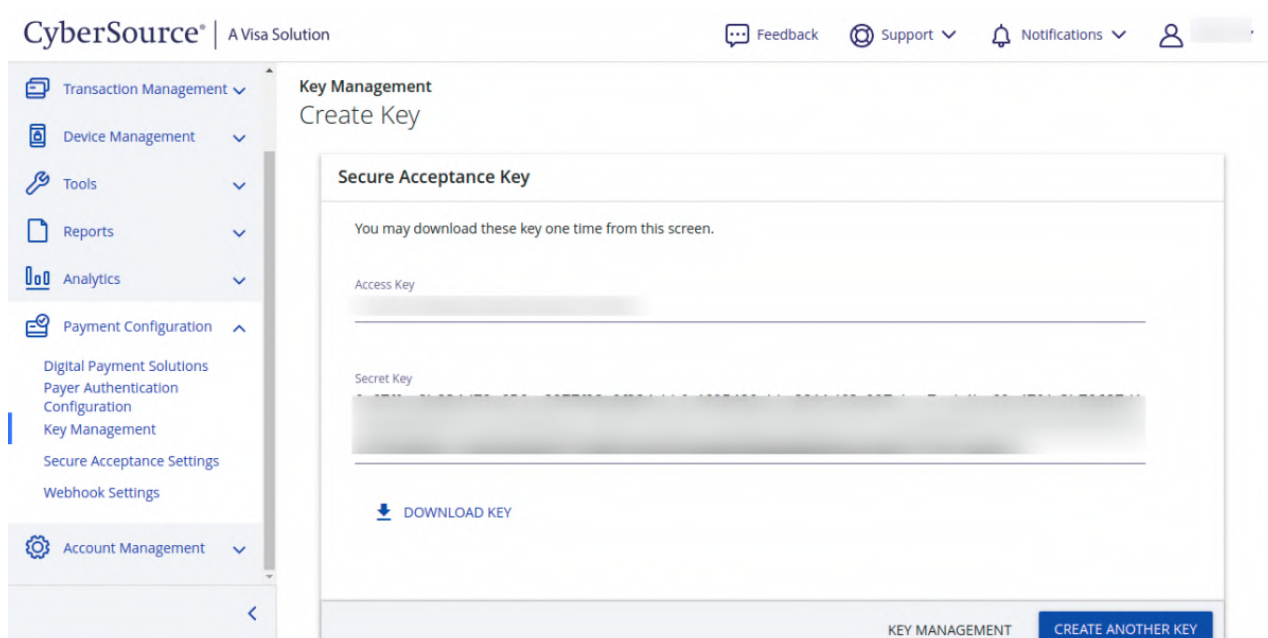 CyberSource® | A Visa Solution
Feedback
Support
Notifications
Transaction Management
Device Management
Tools
Reports
Analytics
Payment Configuration
Digital Payment Solutions
Payer Authentication
Configuration
Key Management
Secure Acceptance Settings
Webhook Settings
Account Management
Key Management
Create Key
Secure Acceptance Key
You may download these key one time from this screen.
Access Key
Secret Key
DOWNLOAD KEY
KEY MANAGEMENT
CREATE ANOTHER KEY